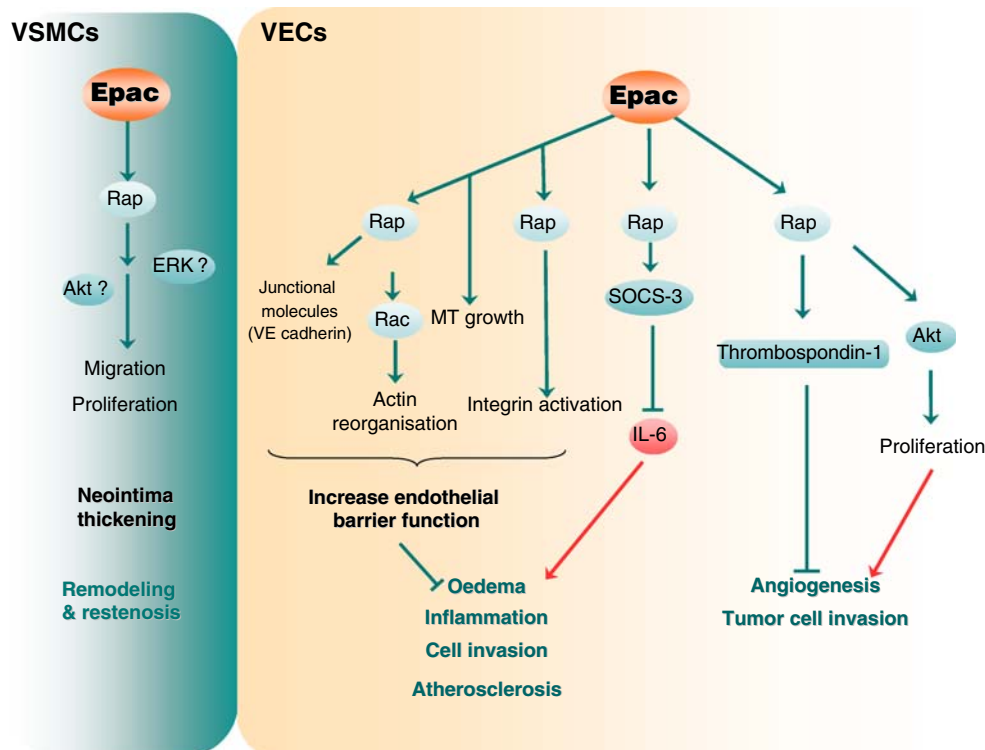 VSMCs
Epac
Rap
ERK ?
Akt ?
Migration
Proliferation
Neointima
thickening
Remodeling
& restenosis
VECs
Epac
Rap
Rap
Rap
Rap
Junctional
molecules
(VE cadherin)
Rac
MT growth
SOCS-3
Thrombospondin-1
Akt
Actin
reorganisation
Integrin activation
IL-6
Proliferation
Increase endothelial
barrier function
Oedema
Inflammation
Cell invasion
Atherosclerosis
Angiogenesis
Tumor cell invasion